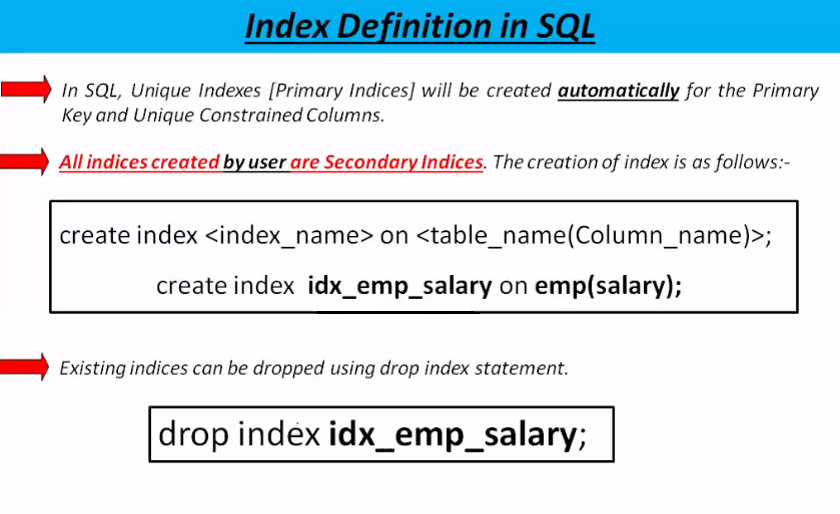 Index Definition in SQL
In SQL, Unique Indexes [Primary Indices] will be created automatically for the Primary
Key and Unique Constrained Columns.
All indices created by user are Secondary Indices. The creation of index is as follows:-
create index <index_name> on <table_name(Column_name)>;
create index idx_emp_salary on emp(salary);
Existing indices can be dropped using drop index statement.
drop index idx_emp_salary;